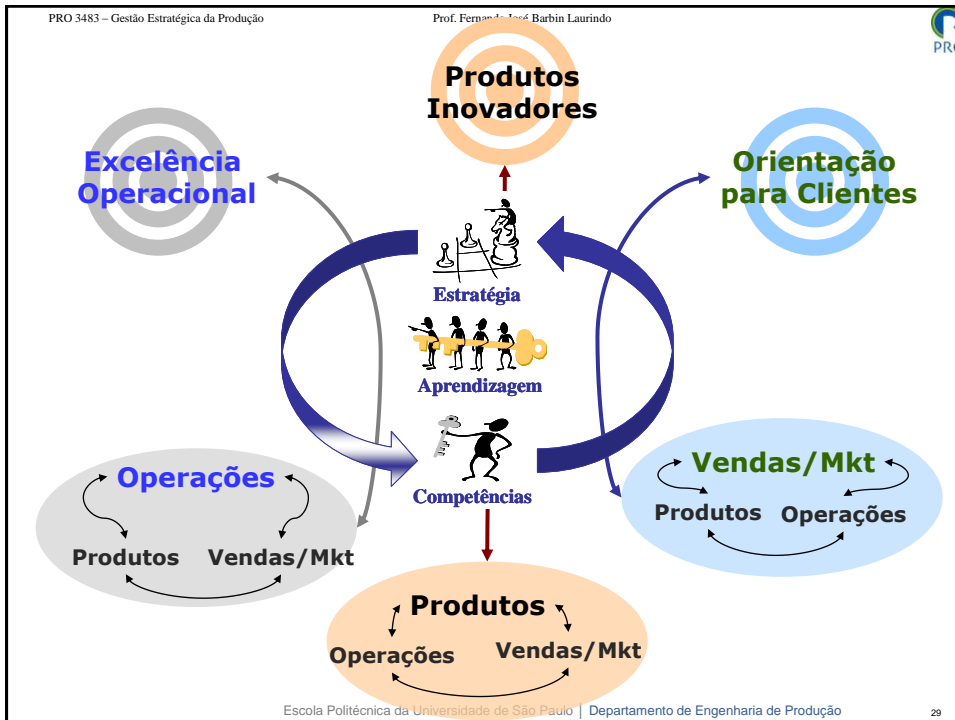 PRO 3483 – Gestão Estratégica da Produção Prof. Fernando José Barbin Laurindo
PRO
Produtos
Inovadores
Excelência
Operacional
Orientação
para Clientes
Estratégia
Aprendizagem
Competências
Operações
Produtos Vendas/Mkt
Vendas/Mkt
Produtos Operações
Produtos
Operações Vendas/Mkt
Escola Politécnica da Universidade de São Paulo | Departamento de Engenharia de Produção 29